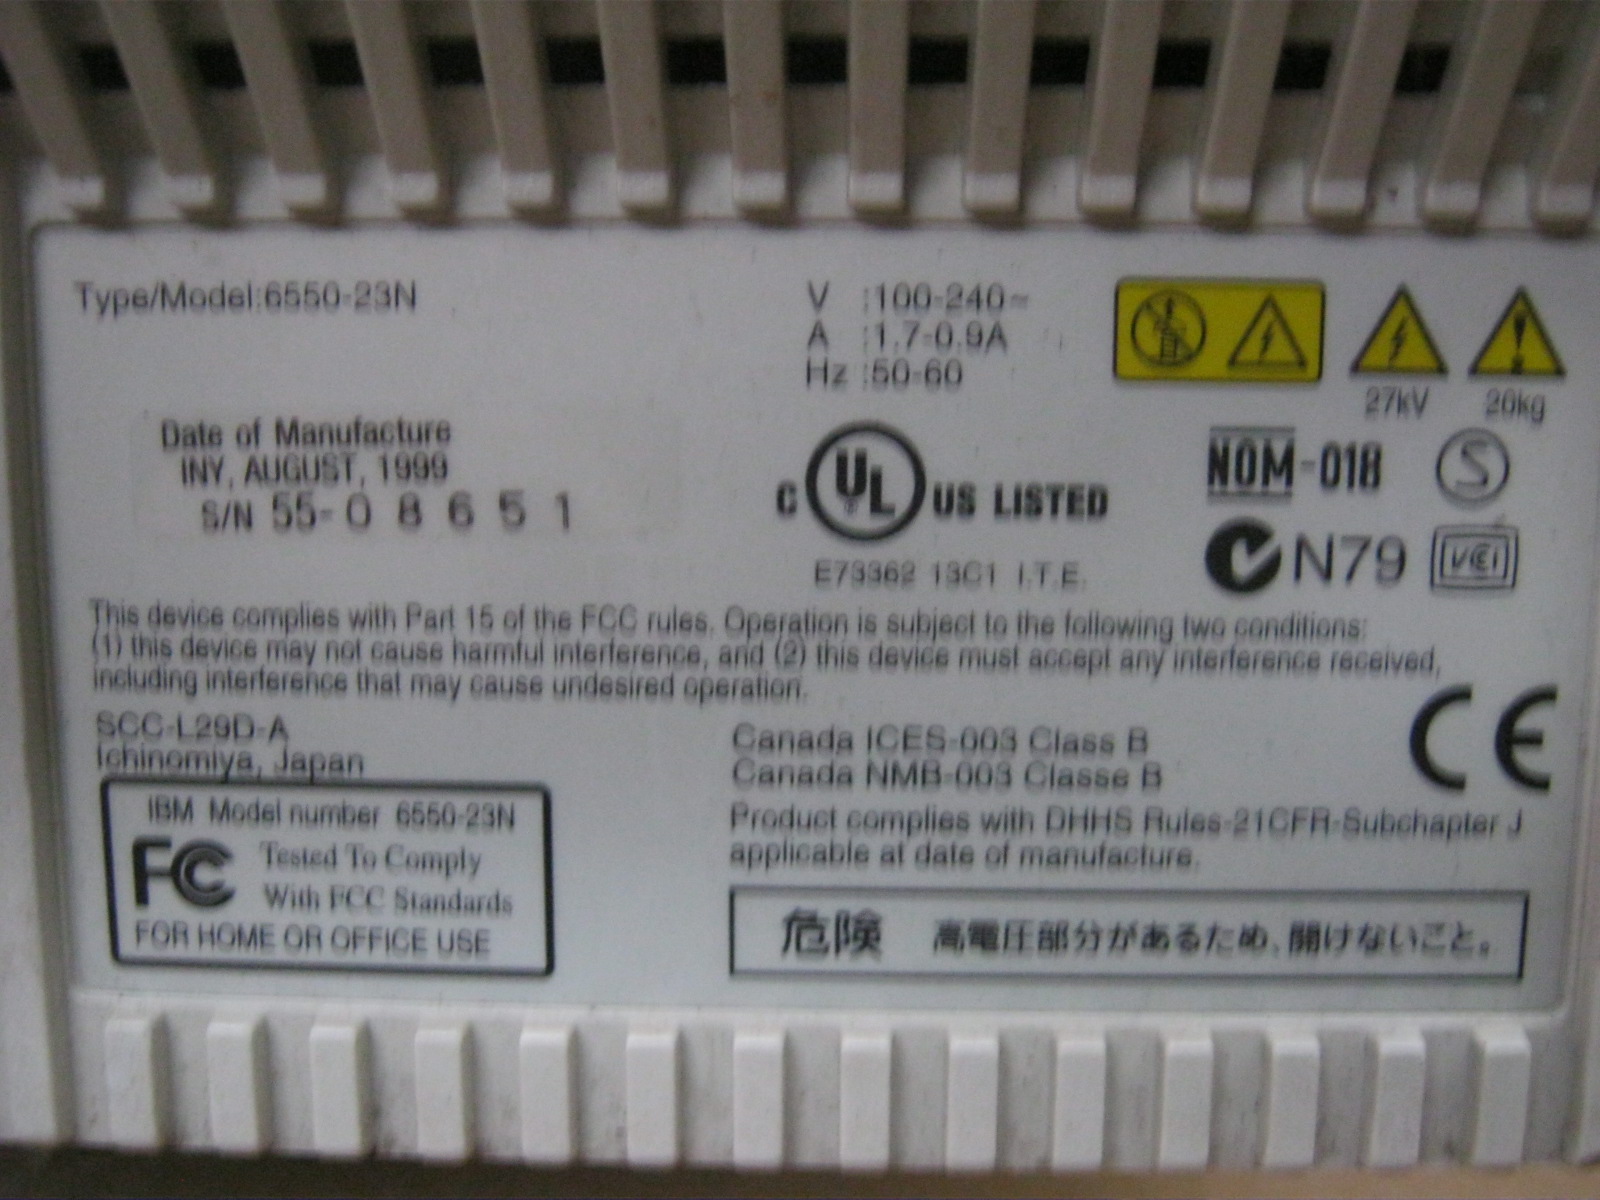 Type/Model:6550-23N
V :100-240~
A :1.7-0.9A
Hz :50-60
27kV
20kg
Date of Manufacture
INY, AUGUST, 1999
S/N 55-08651
C UL US LISTED
E73362 13C1 I.T.E.
NOM-018
S
N79
VCI
This device complies with Part 15 of the FCC rules. Operation is subject to the following two conditions:
(1) this device may not cause harmful interference, and (2) this device must accept any interference received,
including interference that may cause undesired operation.
SCC-L29D-A
Ichinomiya, Japan
IBM Model number 6550-23N
FC Tested To Comply
With FCC Standards
FOR HOME OR OFFICE USE
Canada ICES-003 Class B
Canada NMB-003 Classe B
CE
Product complies with DHHS Rules-21CFR-Subchapter J
applicable at date of manufacture.
危険 高電圧部分があるため、開けないこと。